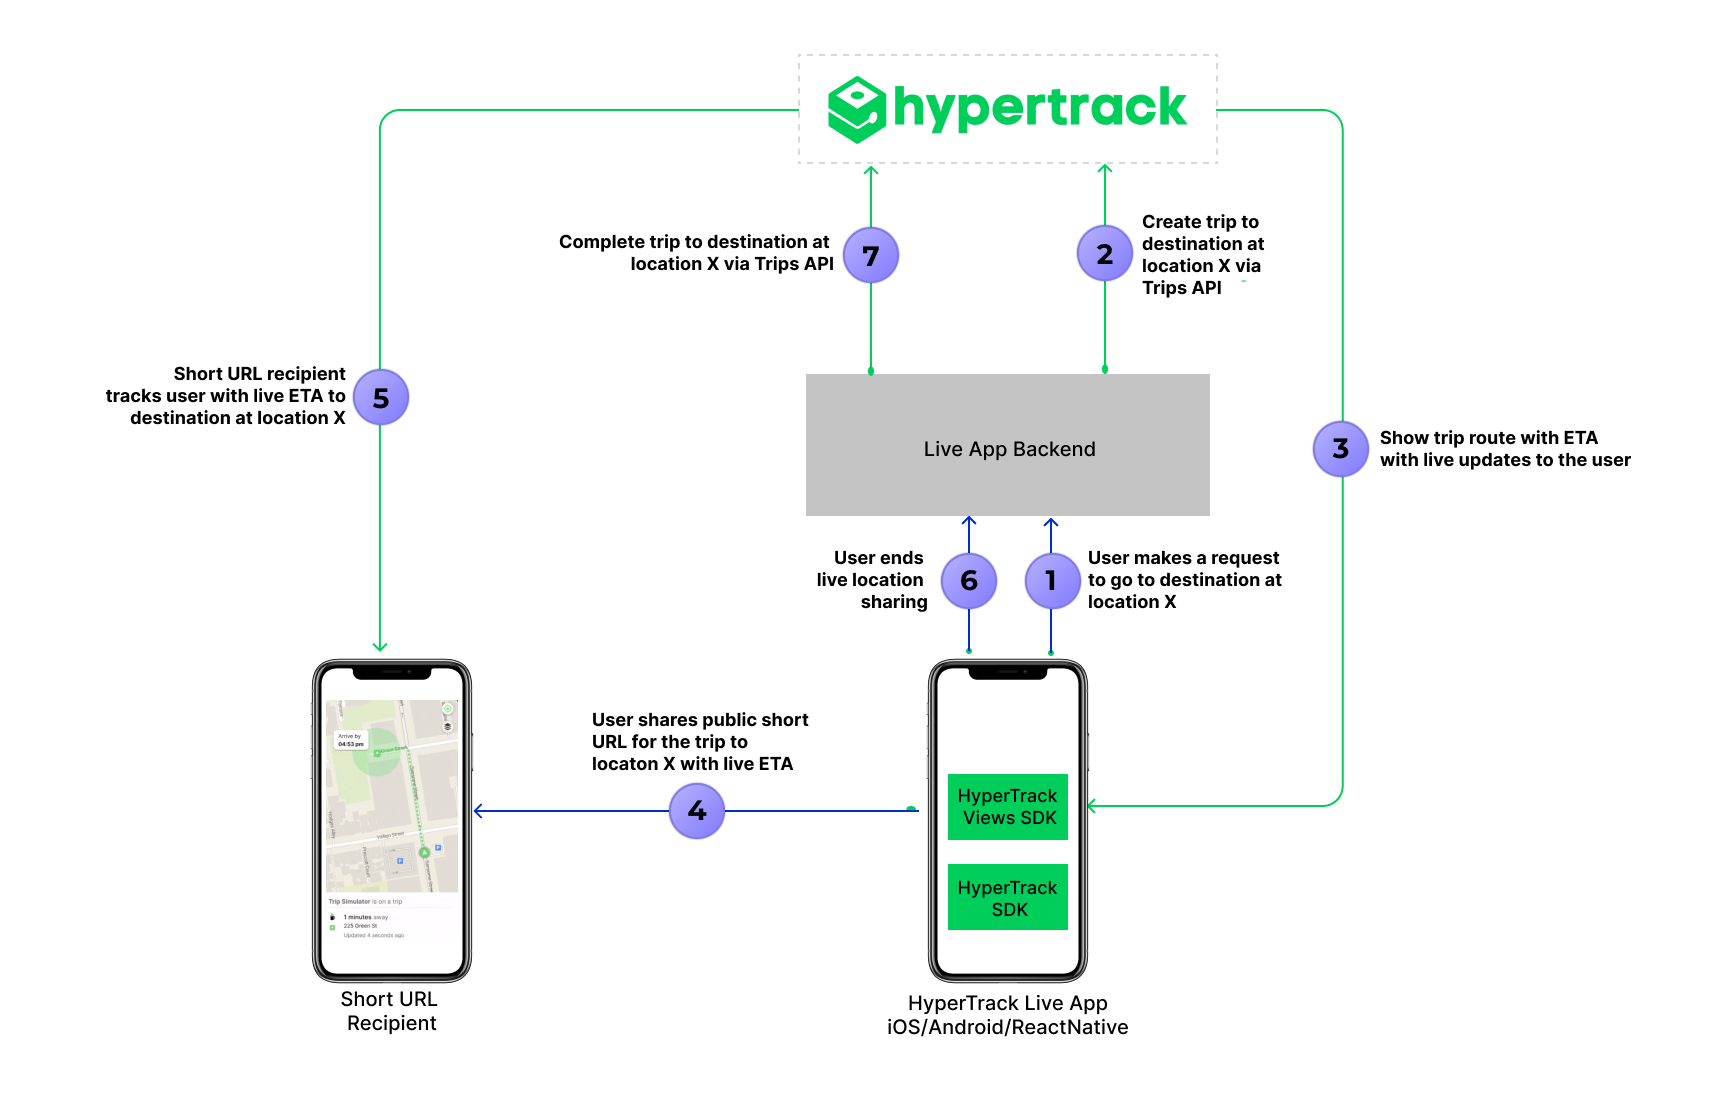 hypertrack
Complete trip to destination at
location X via Trips API
7
2
Create trip to
destination at
location X via
Trips API
Short URL recipient
tracks user with live ETA to
destination at location X
5
Live App Backend
3
Show trip route with ETA
with live updates to the user
User ends
live location
sharing
6
1
User makes a request
to go to destination at
location X
User shares public short
URL for the trip to
locaton X with live ETA
4
Arrive by
04:53 pm
Green Street
Vallejo Street
Trip Simulator is on a trip
1 minutes away
225 Green St
Updated 4 seconds ago
HyperTrack
Views SDK
HyperTrack
SDK
Short URL
Recipient
HyperTrack Live App
iOS/Android/ReactNative